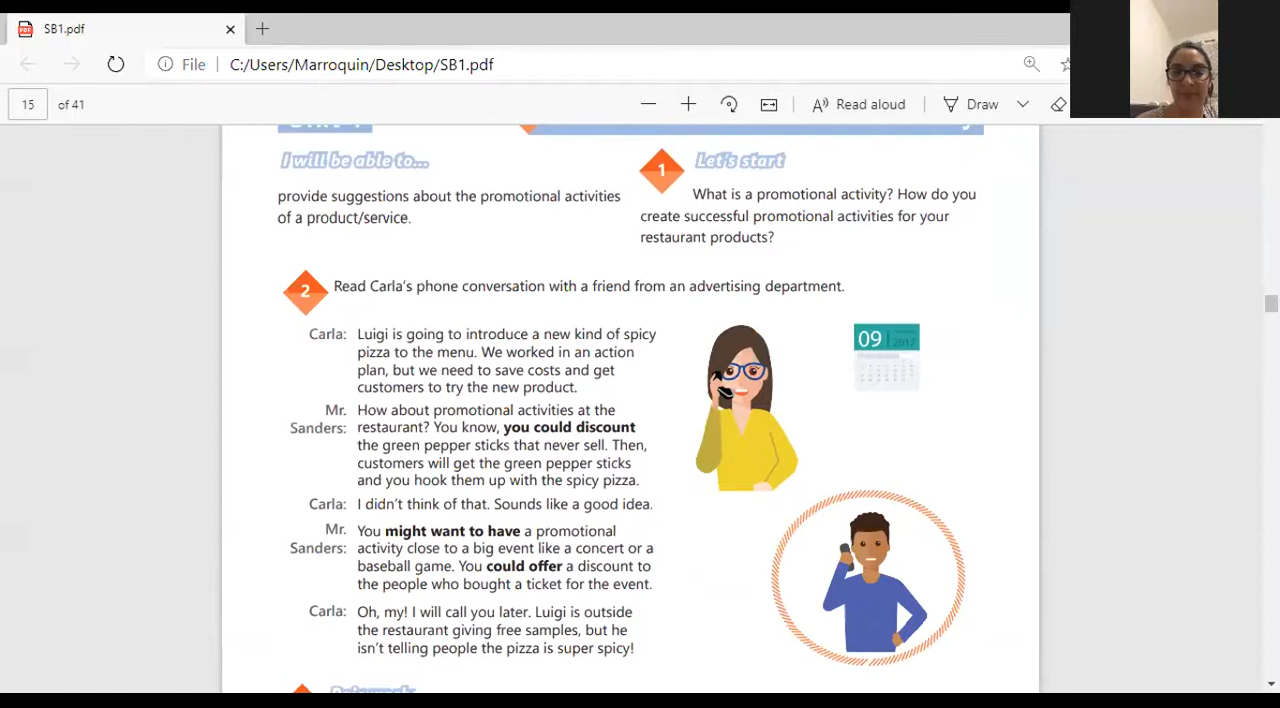 SB1.pdf
File
C:/Users/Marroquin/Desktop/SB1.pdf
15 of 41
Read aloud
Draw
I will be able to...
provide suggestions about the promotional activities
of a product/service.
1
Let's start
What is a promotional activity? How do you
create successful promotional activities for your
restaurant products?
2
Read Carla's phone conversation with a friend from an advertising department.
Carla: Luigi is going to introduce a new kind of spicy
pizza to the menu. We worked in an action
plan, but we need to save costs and get
customers to try the new product.
Mr. How about promotional activities at the
Sanders: restaurant? You know, you could discount
the green pepper sticks that never sell. Then,
customers will get the green pepper sticks
and you hook them up with the spicy pizza.
Carla: I didn't think of that. Sounds like a good idea.
Mr. You might want to have a promotional
Sanders: activity close to a big event like a concert or a
baseball game. You could offer a discount to
the people who bought a ticket for the event.
Carla: Oh, my! I will call you later. Luigi is outside
the restaurant giving free samples, but he
isn't telling people the pizza is super spicy!
09
2017